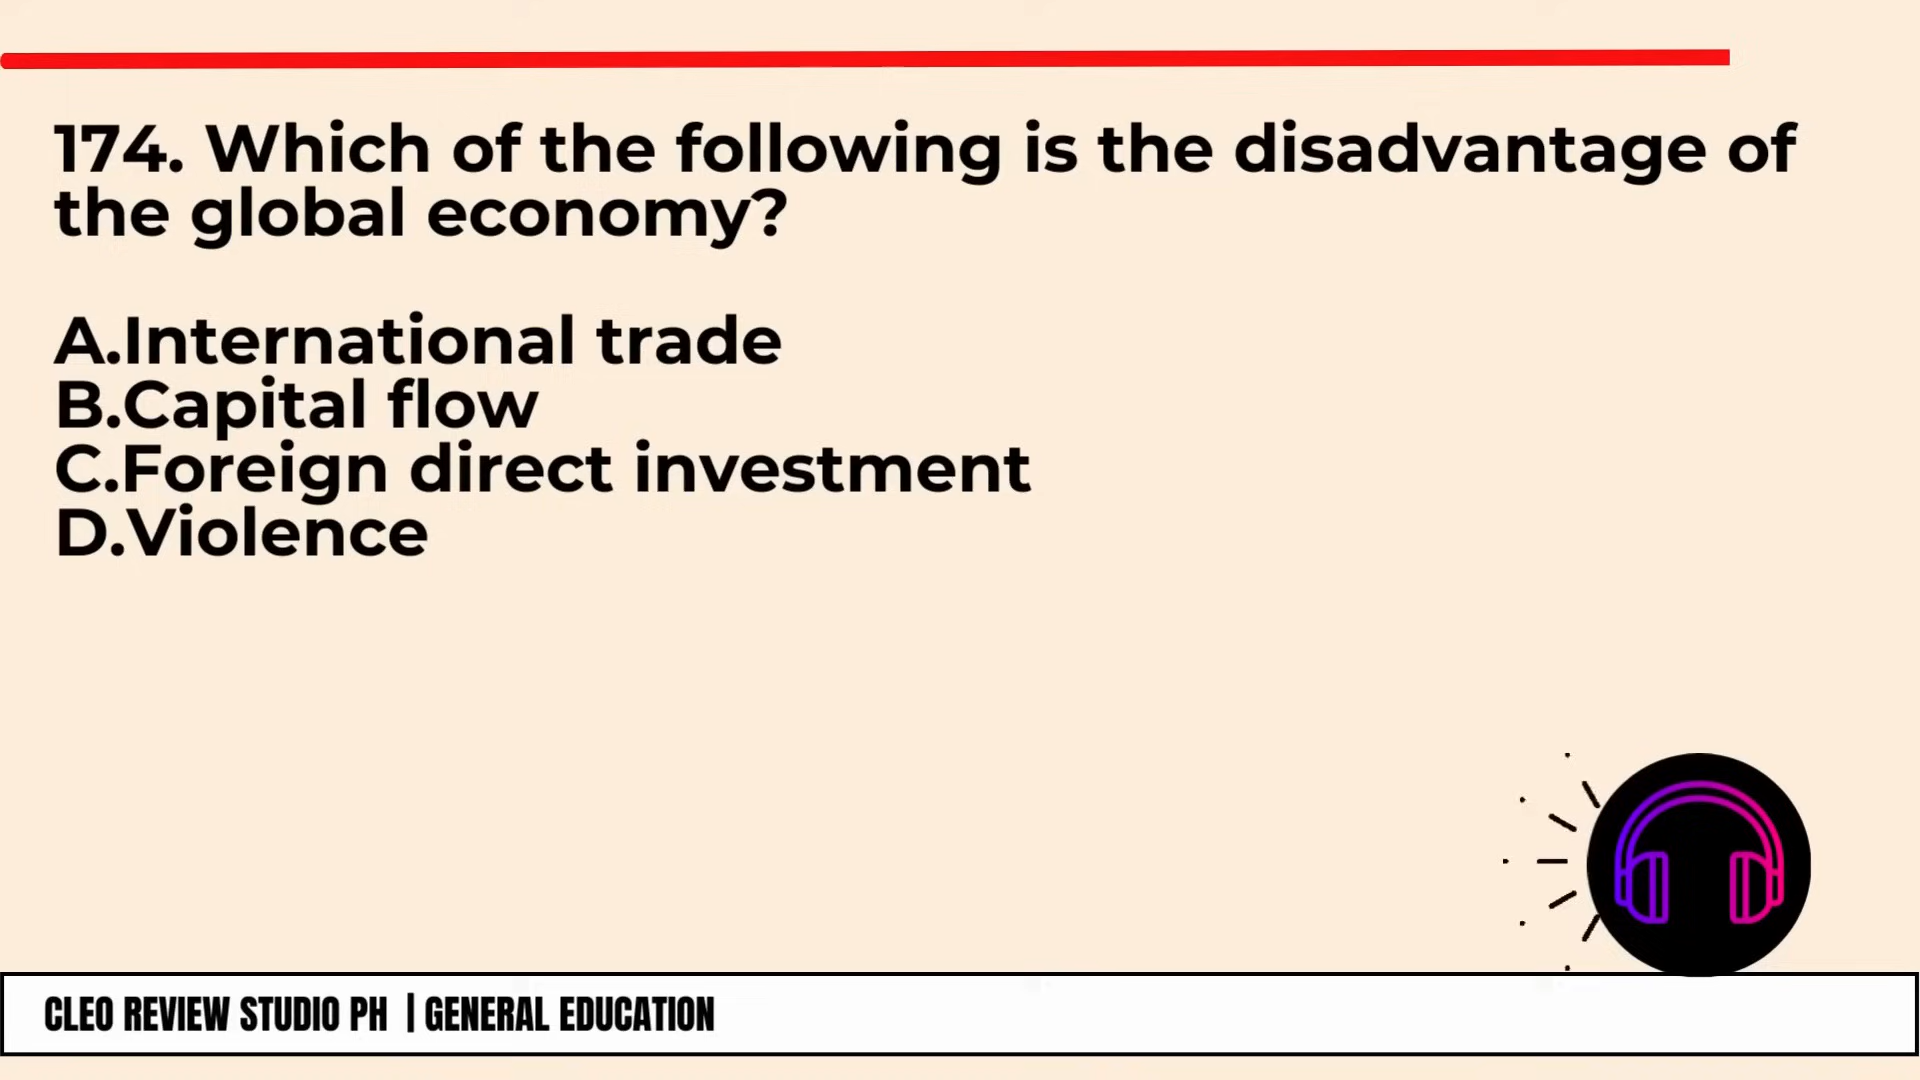 174. Which of the following is the disadvantage of
the global economy?
A.International trade
B.Capital flow
C.Foreign direct investment
D.Violence
CLEO REVIEW STUDIO PH | GENERAL EDUCATION